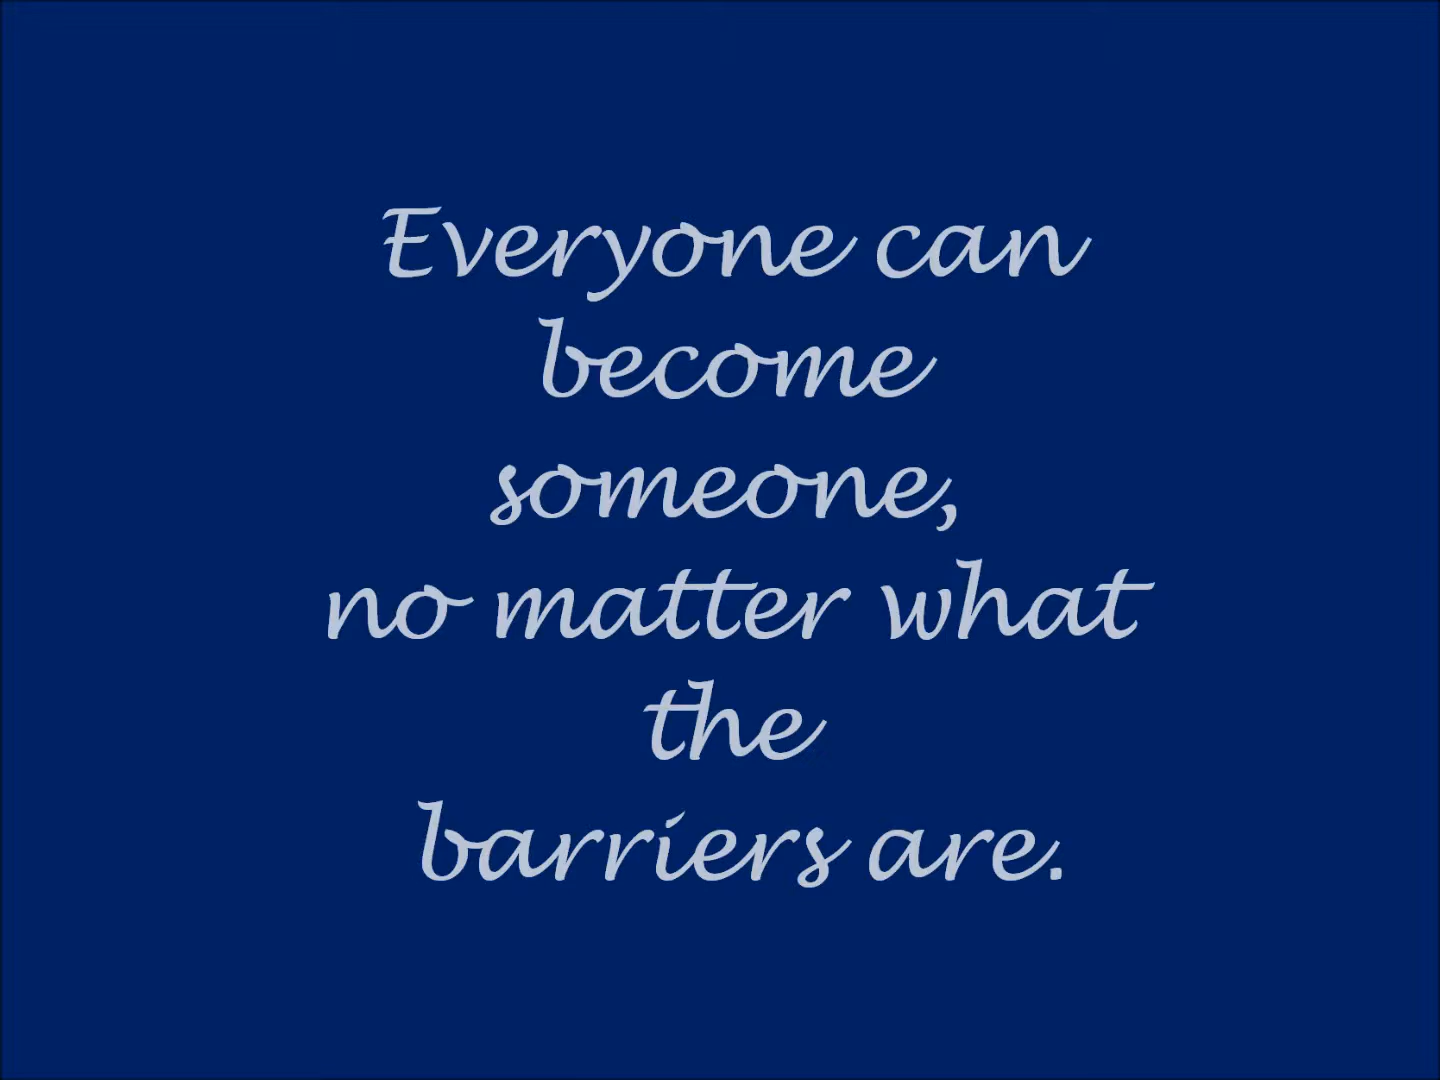 Everyone can
become
someone,
no matter what
the
barriers are.